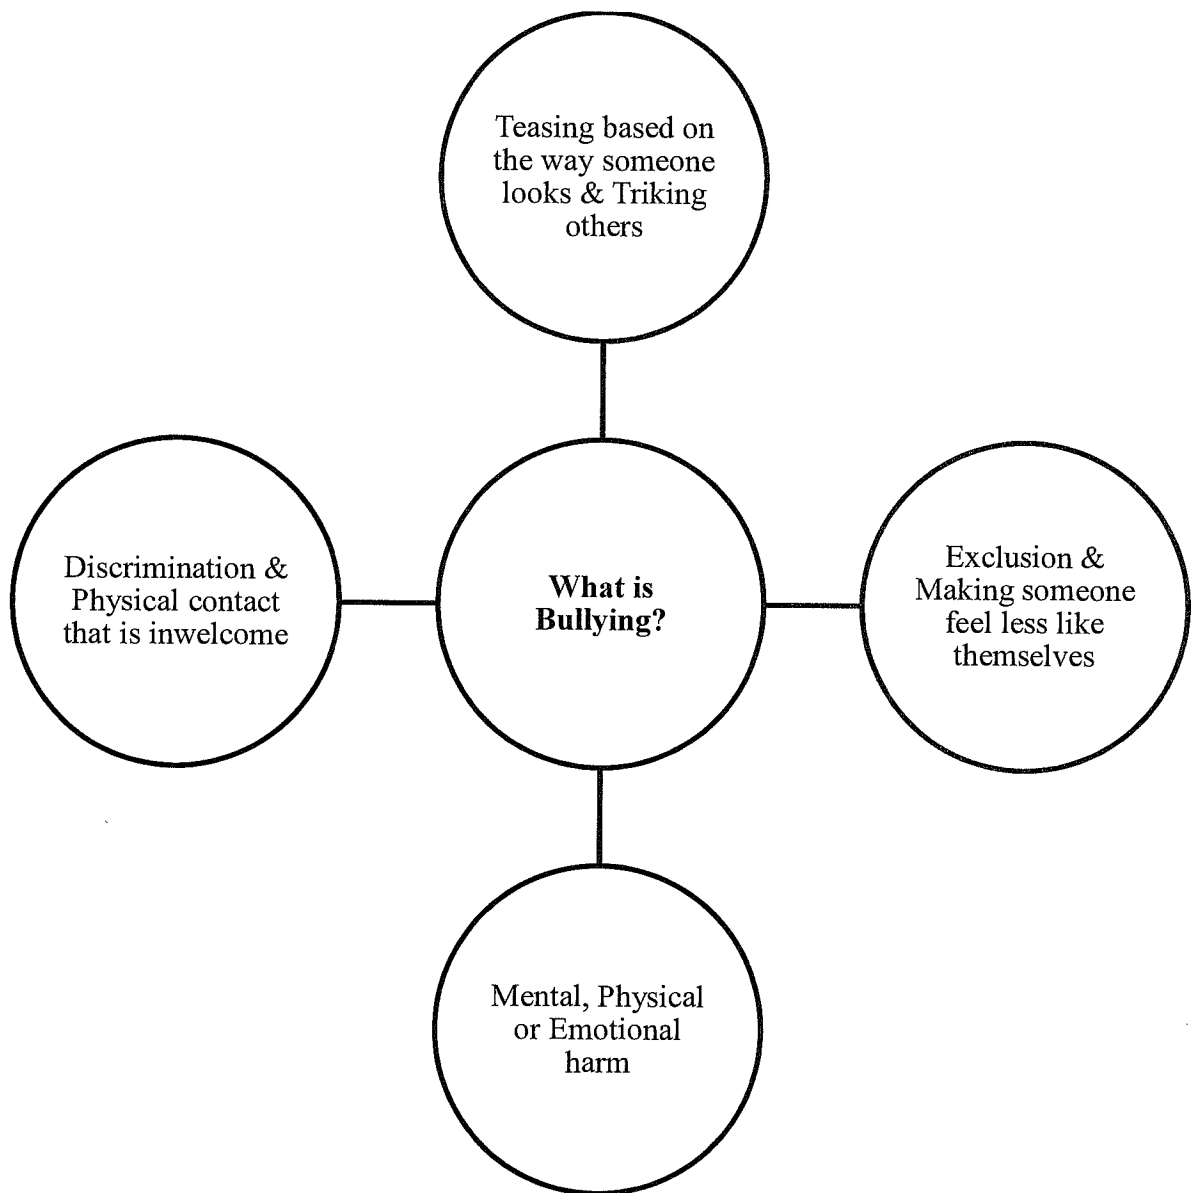 Teasing based on
the way someone
looks & Triking
others
Discrimination &
Physical contact
that is inwelcome
What is
Bullying?
Exclusion &
Making someone
feel less like
themselves
Mental, Physical
or Emotional
harm